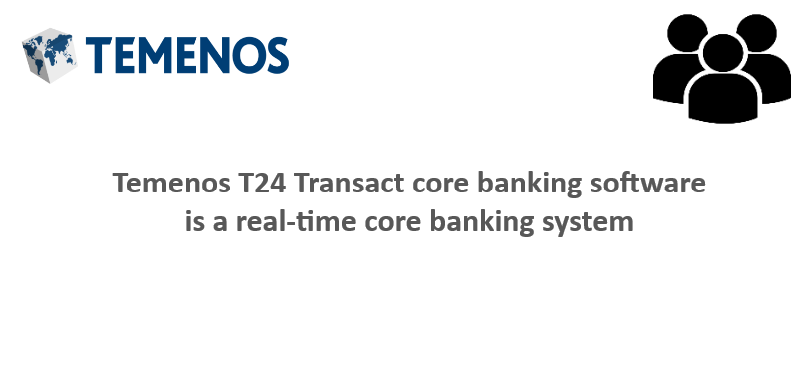 TEMENOS
Temenos T24 Transact core banking software
is a real-time core banking system